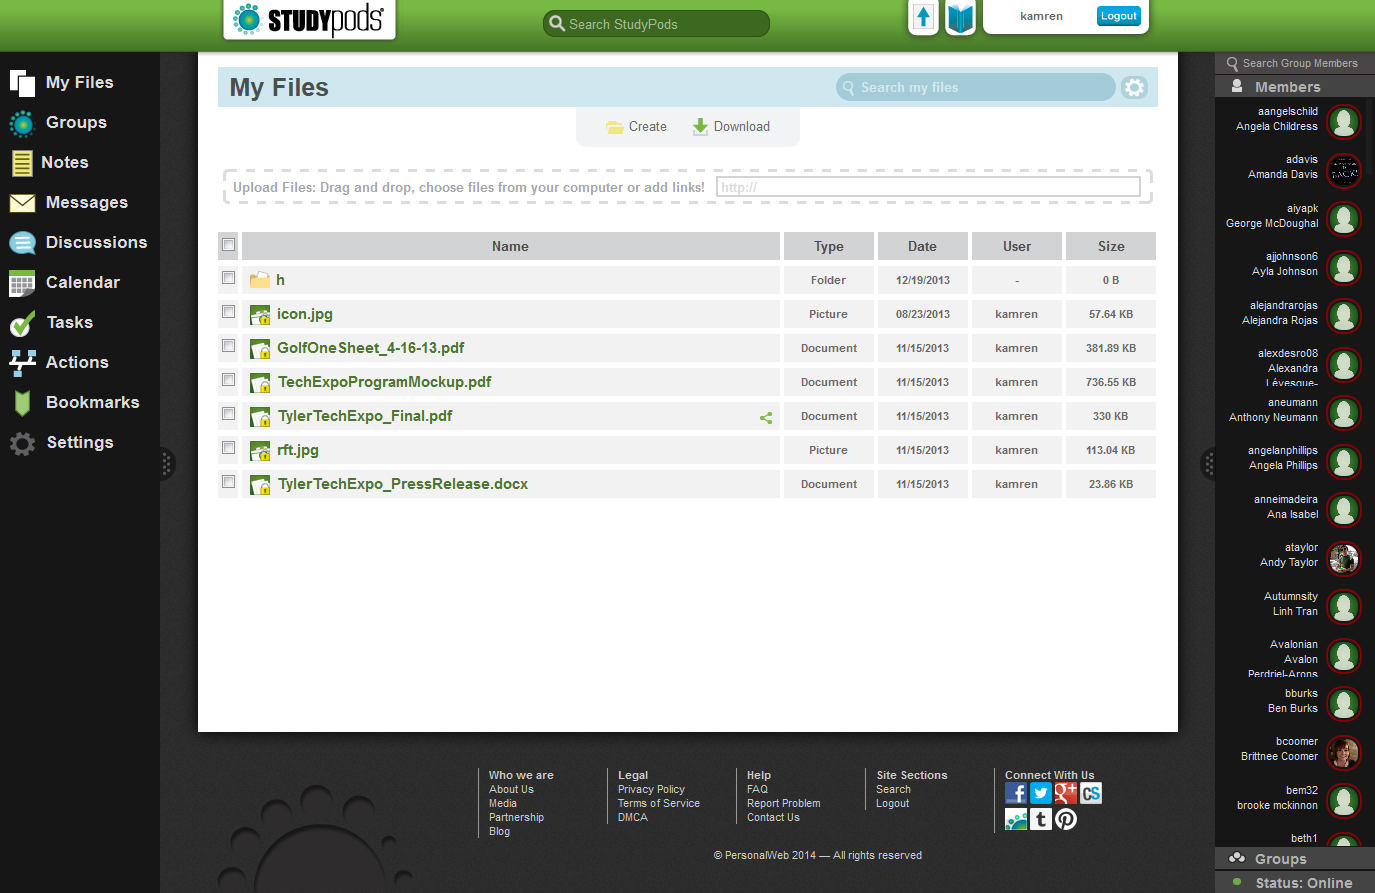 STUDYpods
Search StudyPods
kamren
Logout
My Files
Groups
Notes
Messages
Discussions
Calendar
Tasks
Actions
Bookmarks
Settings
My Files
Search my files
Create
Download
Upload Files: Drag and drop, choose files from your computer or add links!
http://
Name Type Date User Size
h Folder 12/19/2013 - 0 B
icon.jpg Picture 08/23/2013 kamren 57.64 KB
GolfOneSheet_4-16-13.pdf Document 11/15/2013 kamren 381.89 KB
TechExpoProgramMockup.pdf Document 11/15/2013 kamren 736.55 KB
TylerTechExpo_Final.pdf Document 11/15/2013 kamren 330 KB
rft.jpg Picture 11/15/2013 kamren 113.04 KB
TylerTechExpo_PressRelease.docx Document 11/15/2013 kamren 23.86 KB
Search Group Members
Members
aangelschild
Angela Childress
adavis
Amanda Davis
aiyapk
George McDoughal
ajjohnson6
Ayla Johnson
alejandrarojas
Alejandra Rojas
alexdesro08
Alexandra
Lévesque-
aneumann
Anthony Neumann
angelanphillips
Angela Phillips
anneimadeira
Ana Isabel
ataylor
Andy Taylor
Autumnsity
Linh Tran
Avalonian
Avalon
Perdriel-Arons
bburks
Ben Burks
bcoomer
Brittnee Coomer
bem32
brooke mckinnon
beth1
Groups
Status: Online
Who we are
About Us
Media
Partnership
Blog
Legal
Privacy Policy
Terms of Service
DMCA
Help
FAQ
Report Problem
Contact Us
Site Sections
Search
Logout
Connect With Us
© PersonalWeb 2014 — All rights reserved